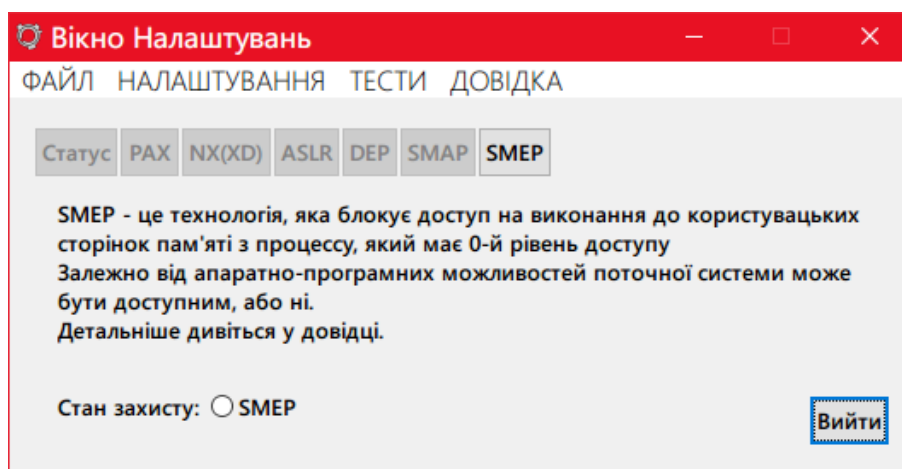 Вікно Налаштувань
ФАЙЛ НАЛАШТУВАННЯ ТЕСТИ ДОВІДКА
Статус PAX NX(XD) ASLR DEP SMAP SMEP
SMEP - це технологія, яка блокує доступ на виконання до користувацьких
сторінок пам'яті з процессу, який має 0-й рівень доступу
Залежно від апаратно-програмних можливостей поточної системи може
бути доступним, або ні.
Детальніше дивіться у довідці.
Стан захисту: SMEP
Вийти